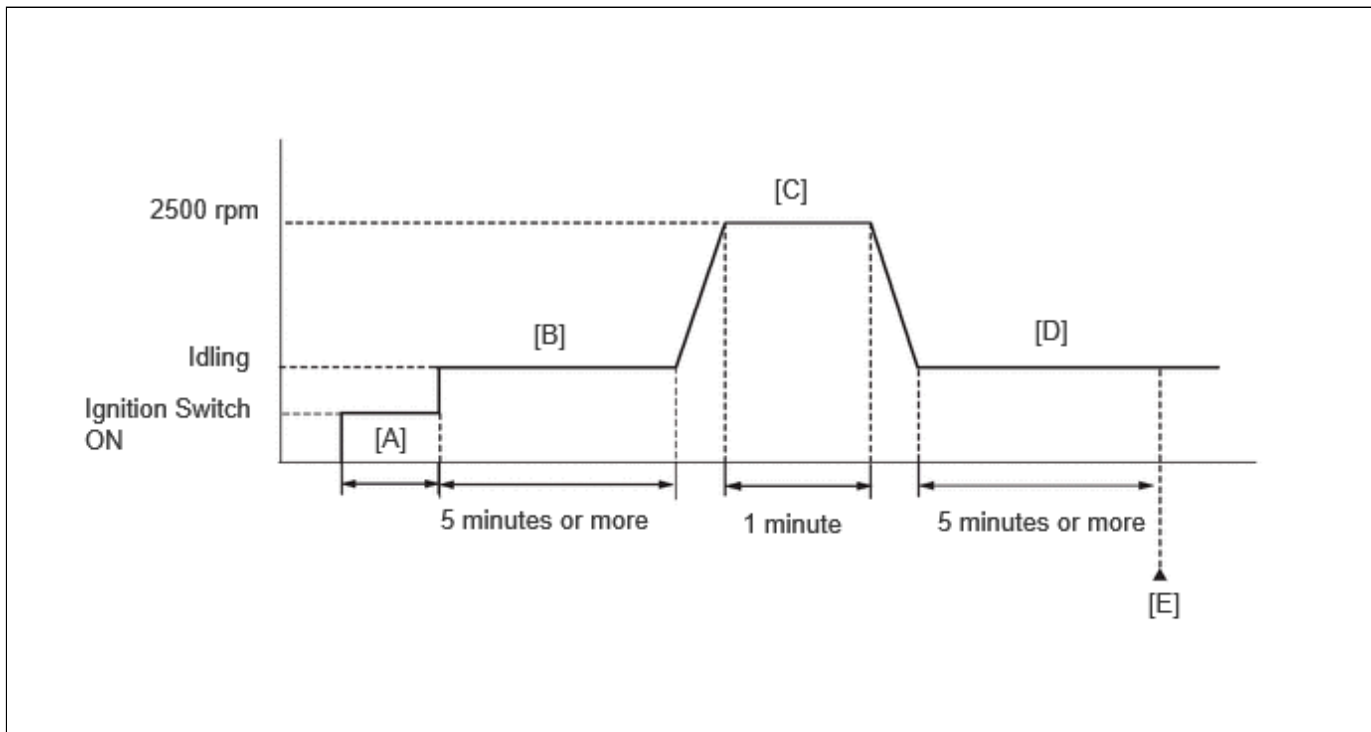 [C]
2500 rpm
[B]
[D]
Idling
Ignition Switch
ON
[A]
5 minutes or more
1 minute
5 minutes or more
[E]